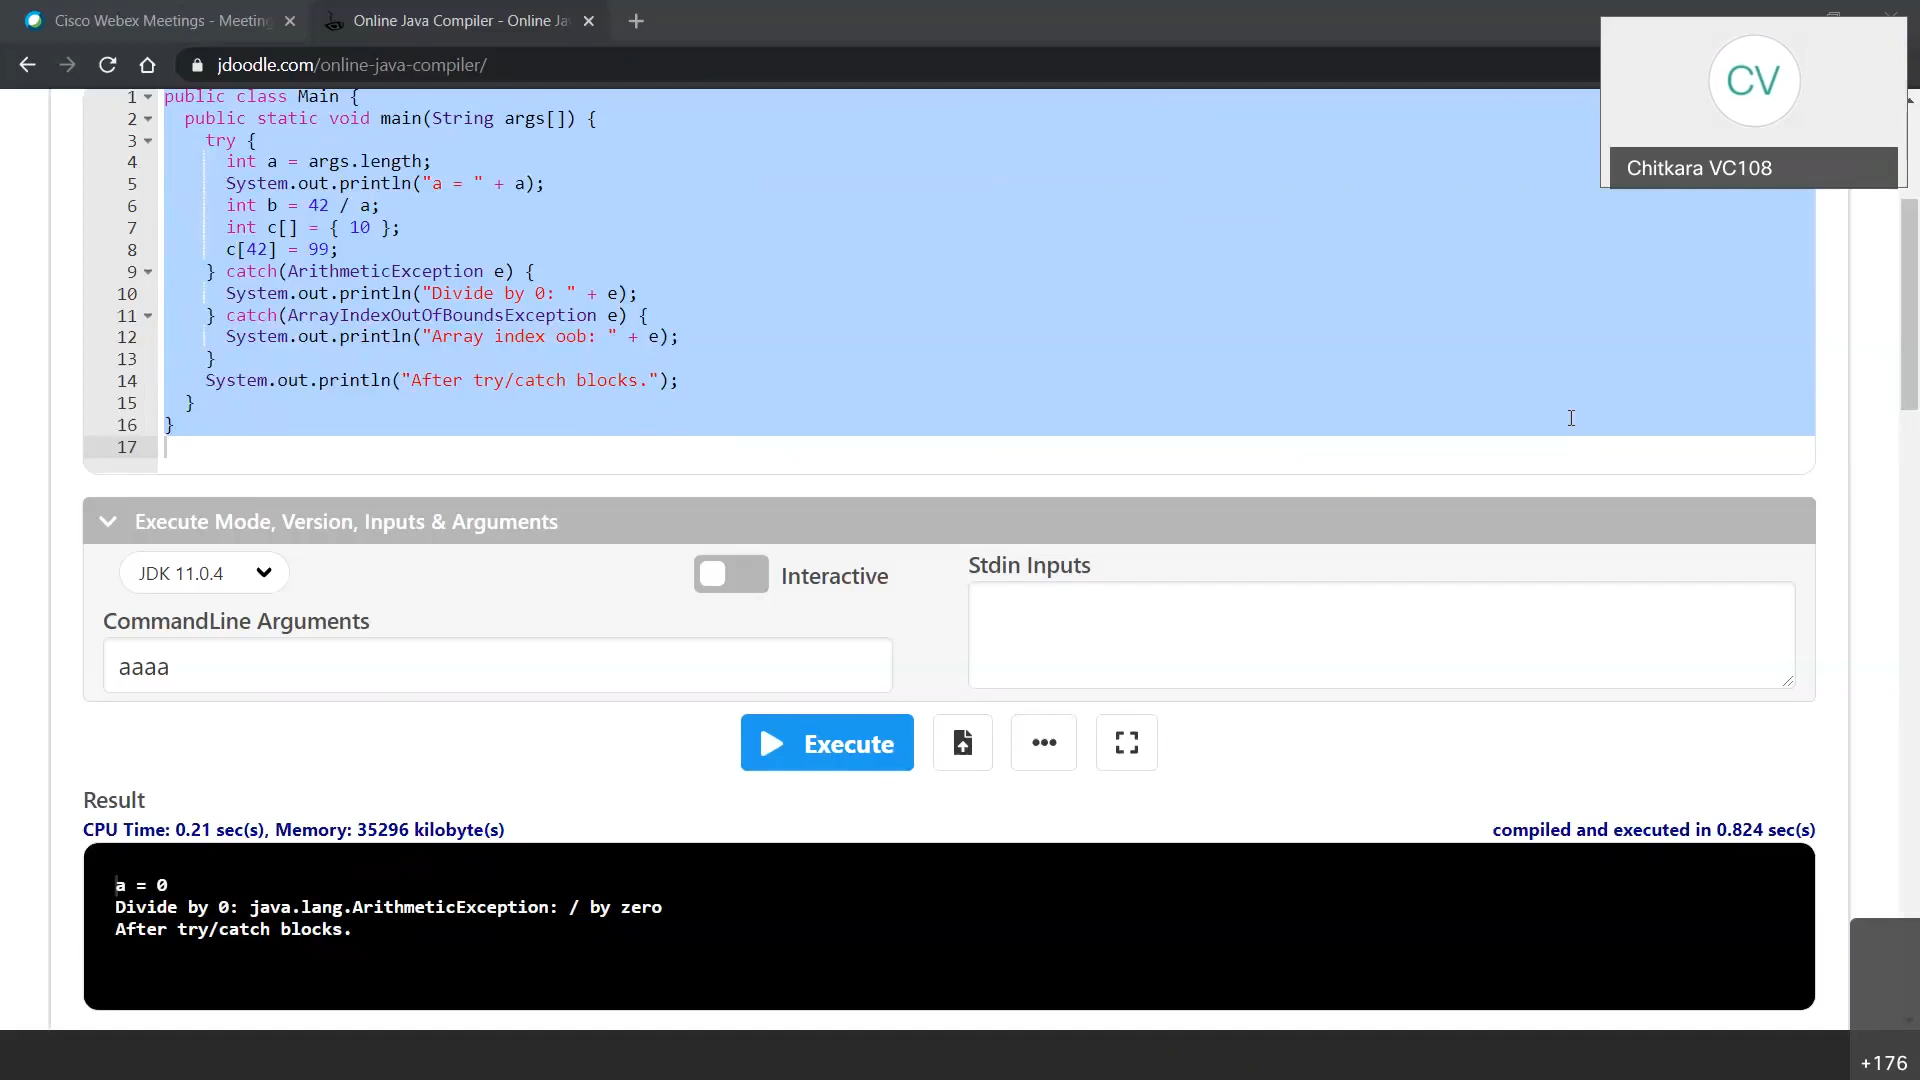 Cisco Webex Meetings - Meeting
Online Java Compiler - Online Ja
jdoodle.com/online-java-compiler/
CV
Chitkara VC108
1 public class Main {
2 public static void main(String args[]) {
3 try {
4 int a = args.length;
5 System.out.println("a = " + a);
6 int b = 42 / a;
7 int c[] = { 10 };
8 c[42] = 99;
9 } catch(ArithmeticException e) {
10 System.out.println("Divide by 0: " + e);
11 } catch(ArrayIndexOutOfBoundsException e) {
12 System.out.println("Array index oob: " + e);
13 }
14 System.out.println("After try/catch blocks.");
15 }
16 }
17
Execute Mode, Version, Inputs & Arguments
JDK 11.0.4
Interactive
Stdin Inputs
CommandLine Arguments
aaaa
Execute
Result
CPU Time: 0.21 sec(s), Memory: 35296 kilobyte(s)
compiled and executed in 0.824 sec(s)
a = 0
Divide by 0: java.lang.ArithmeticException: / by zero
After try/catch blocks.
+176